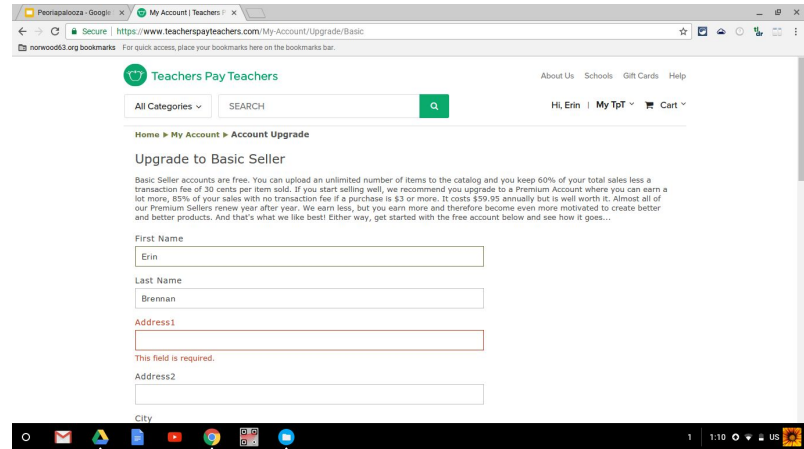 Peoriapalooza - Google
My Account | Teachers P
Secure | https://www.teacherspayteachers.com/My-Account/Upgrade/Basic
norwood63.org bookmarks For quick access, place your bookmarks here on the bookmarks bar.
Teachers Pay Teachers
About Us Schools Gift Cards Help
All Categories SEARCH
Hi, Erin | My TpT Cart
Home ▶ My Account ▶ Account Upgrade
Upgrade to Basic Seller
Basic Seller accounts are free. You can upload an unlimited number of items to the catalog and you keep 60% of your total sales less a
transaction fee of 30 cents per item sold. If you start selling well, we recommend you upgrade to a Premium Account where you can earn a
lot more, 85% of your sales with no transaction fee if a purchase is $3 or more. It costs $59.95 annually but is well worth it. Almost all of
our Premium Sellers renew year after year. We earn less, but you earn more and therefore become even more motivated to create better
and better products. And that's what we like best! Either way, get started with the free account below and see how it goes...
First Name
Erin
Last Name
Brennan
Address1
This field is required.
Address2
City
1 1:10 US